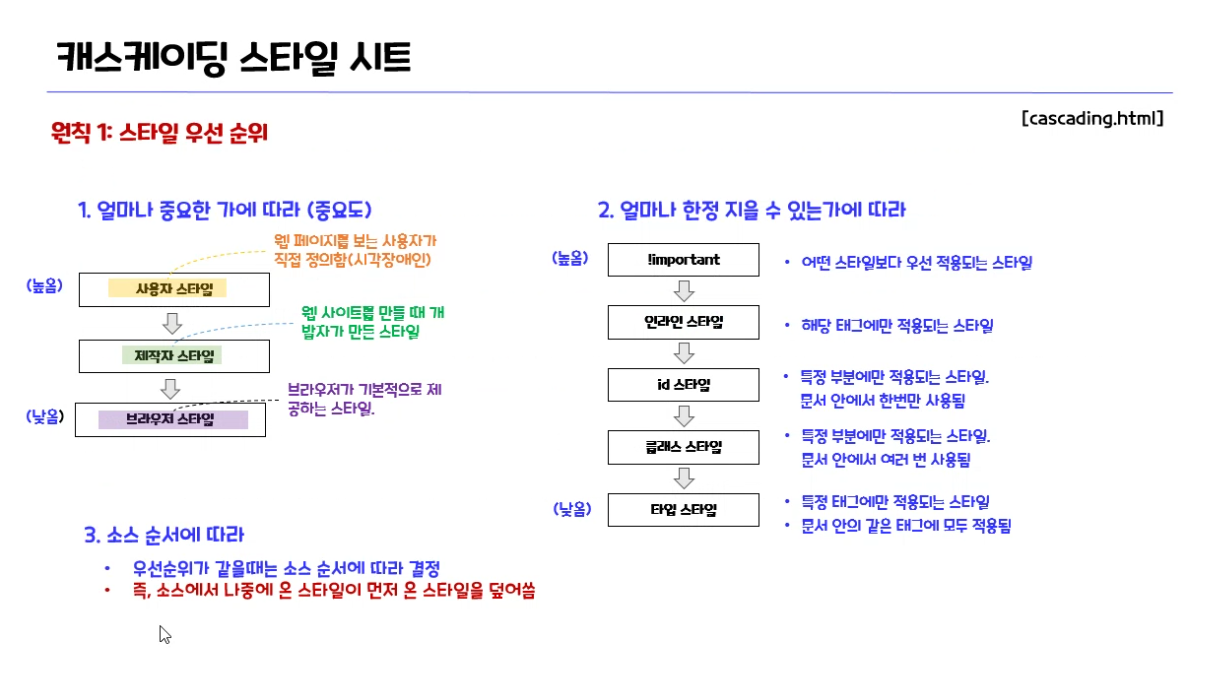 캐스케이딩 스타일 시트
[cascading.html]
원칙 1: 스타일 우선 순위
1. 얼마나 중요한 가에 따라 (중요도)
웹 페이지를 보는 사용자가
직접 정의함(시각장애인)
(높음)
사용자 스타일
웹 사이트를 만들 때 개
발자가 만든 스타일
제작자 스타일
브라우저가 기본적으로 제
공하는 스타일.
(낮음)
브라우저 스타일
2. 얼마나 한정 지을 수 있는가에 따라
(높음)
!important
• 어떤 스타일보다 우선 적용되는 스타일
인라인 스타일
• 해당 태그에만 적용되는 스타일
id 스타일
• 특정 부분에만 적용되는 스타일.
문서 안에서 한번만 사용됨
클래스 스타일
• 특정 부분에만 적용되는 스타일.
문서 안에서 여러 번 사용됨
(낮음)
타입 스타일
• 특정 태그에만 적용되는 스타일
• 문서 안의 같은 태그에 모두 적용됨
3. 소스 순서에 따라
• 우선순위가 같을때는 소스 순서에 따라 결정
• 즉, 소스에서 나중에 온 스타일이 먼저 온 스타일을 덮어씀